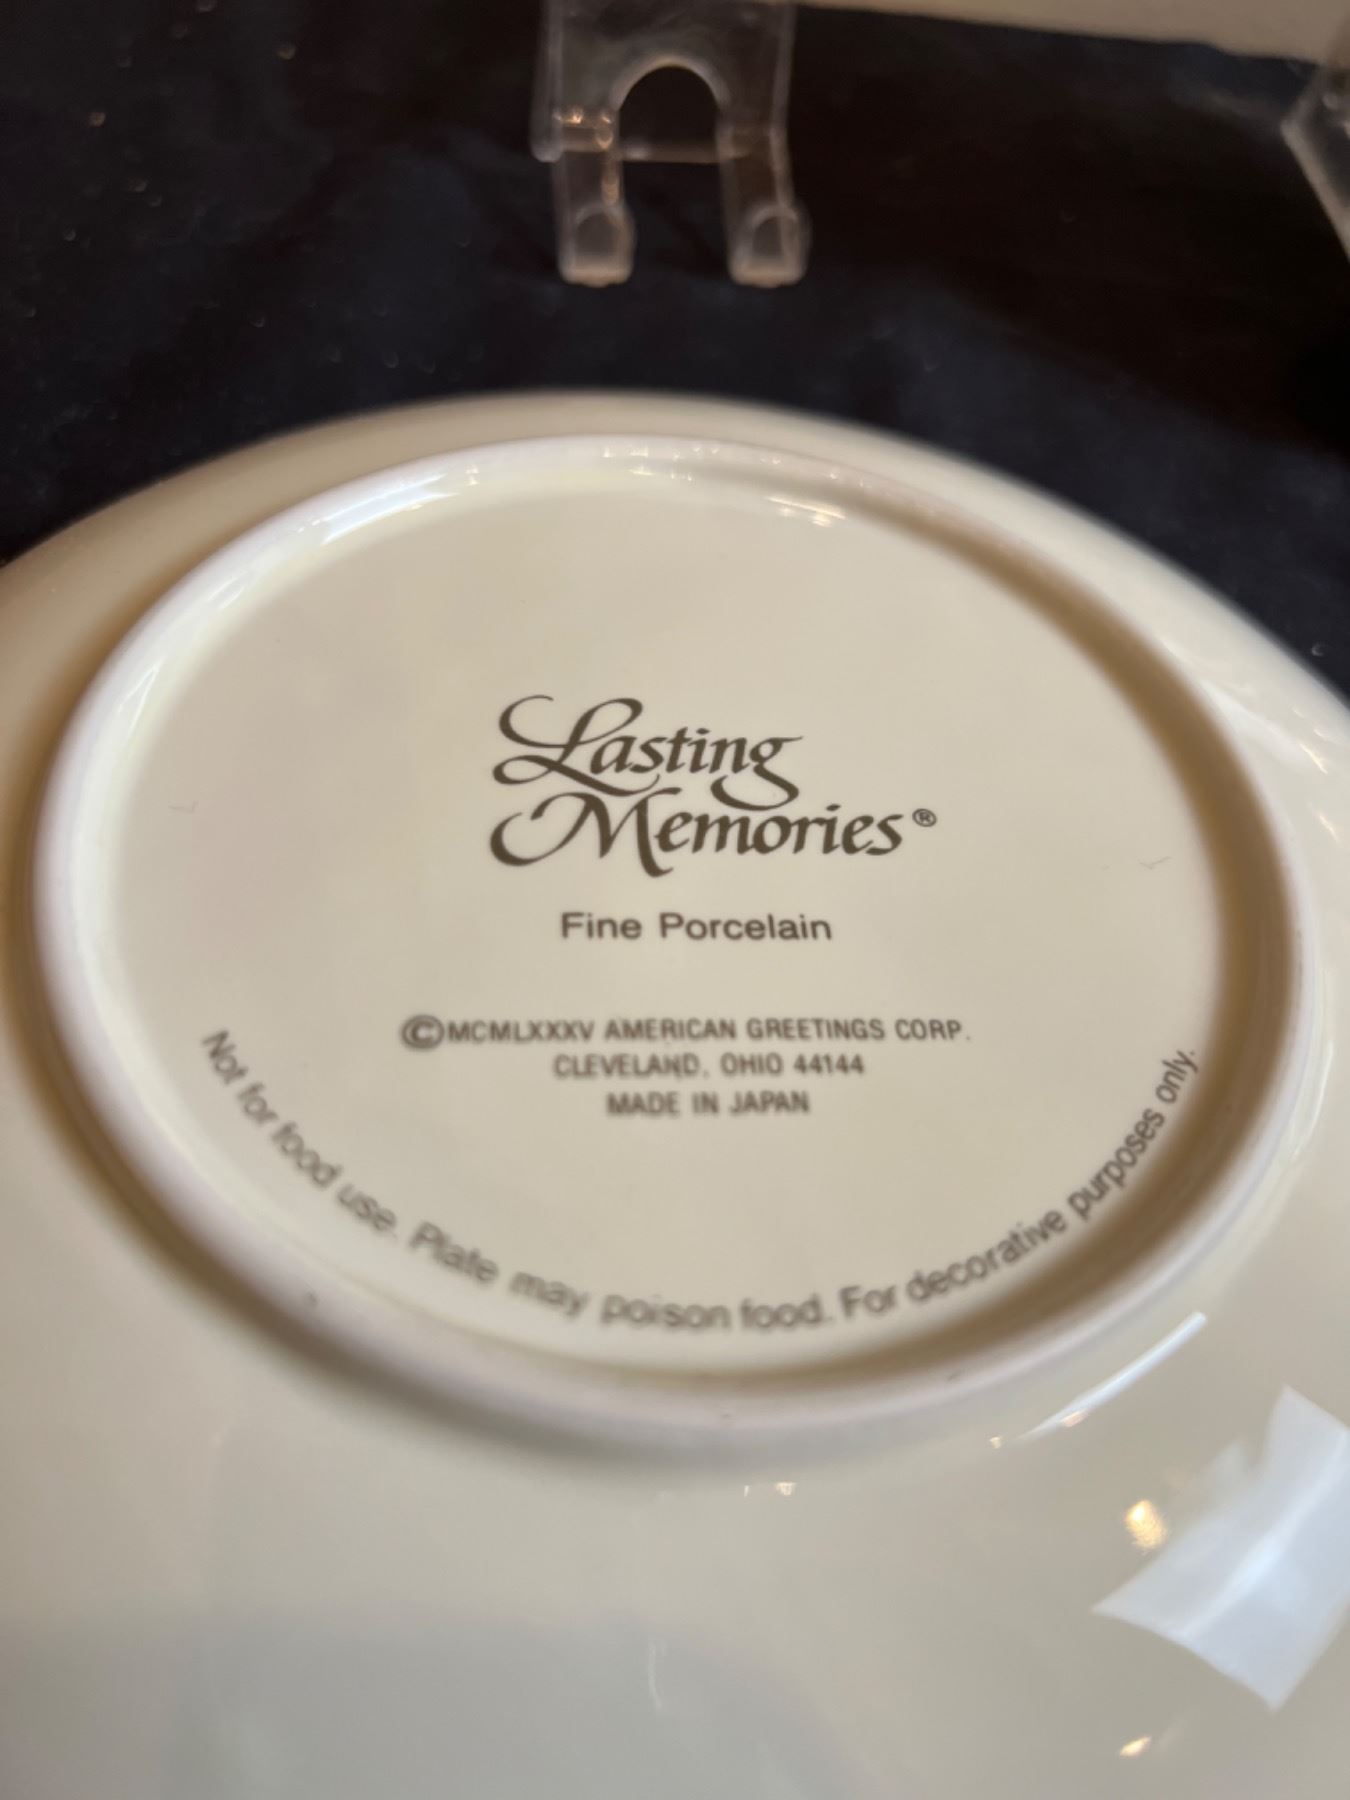 Lasting
Memories®
Fine Porcelain
©MCMLXXXV AMERICAN GREETINGS CORP.
CLEVELAND, OHIO 44144
MADE IN JAPAN
Not for food use. Plate may poison food. For decorative purposes only.